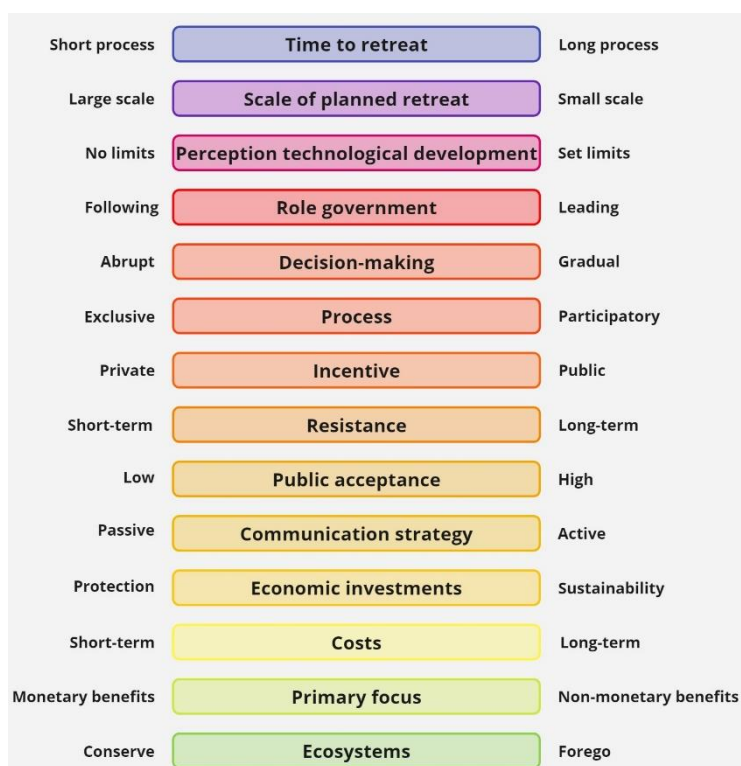 Short process Time to retreat Long process
Large scale Scale of planned retreat Small scale
No limits Perception technological development Set limits
Following Role government Leading
Abrupt Decision-making Gradual
Exclusive Process Participatory
Private Incentive Public
Short-term Resistance Long-term
Low Public acceptance High
Passive Communication strategy Active
Protection Economic investments Sustainability
Short-term Costs Long-term
Monetary benefits Primary focus Non-monetary benefits
Conserve Ecosystems Forego